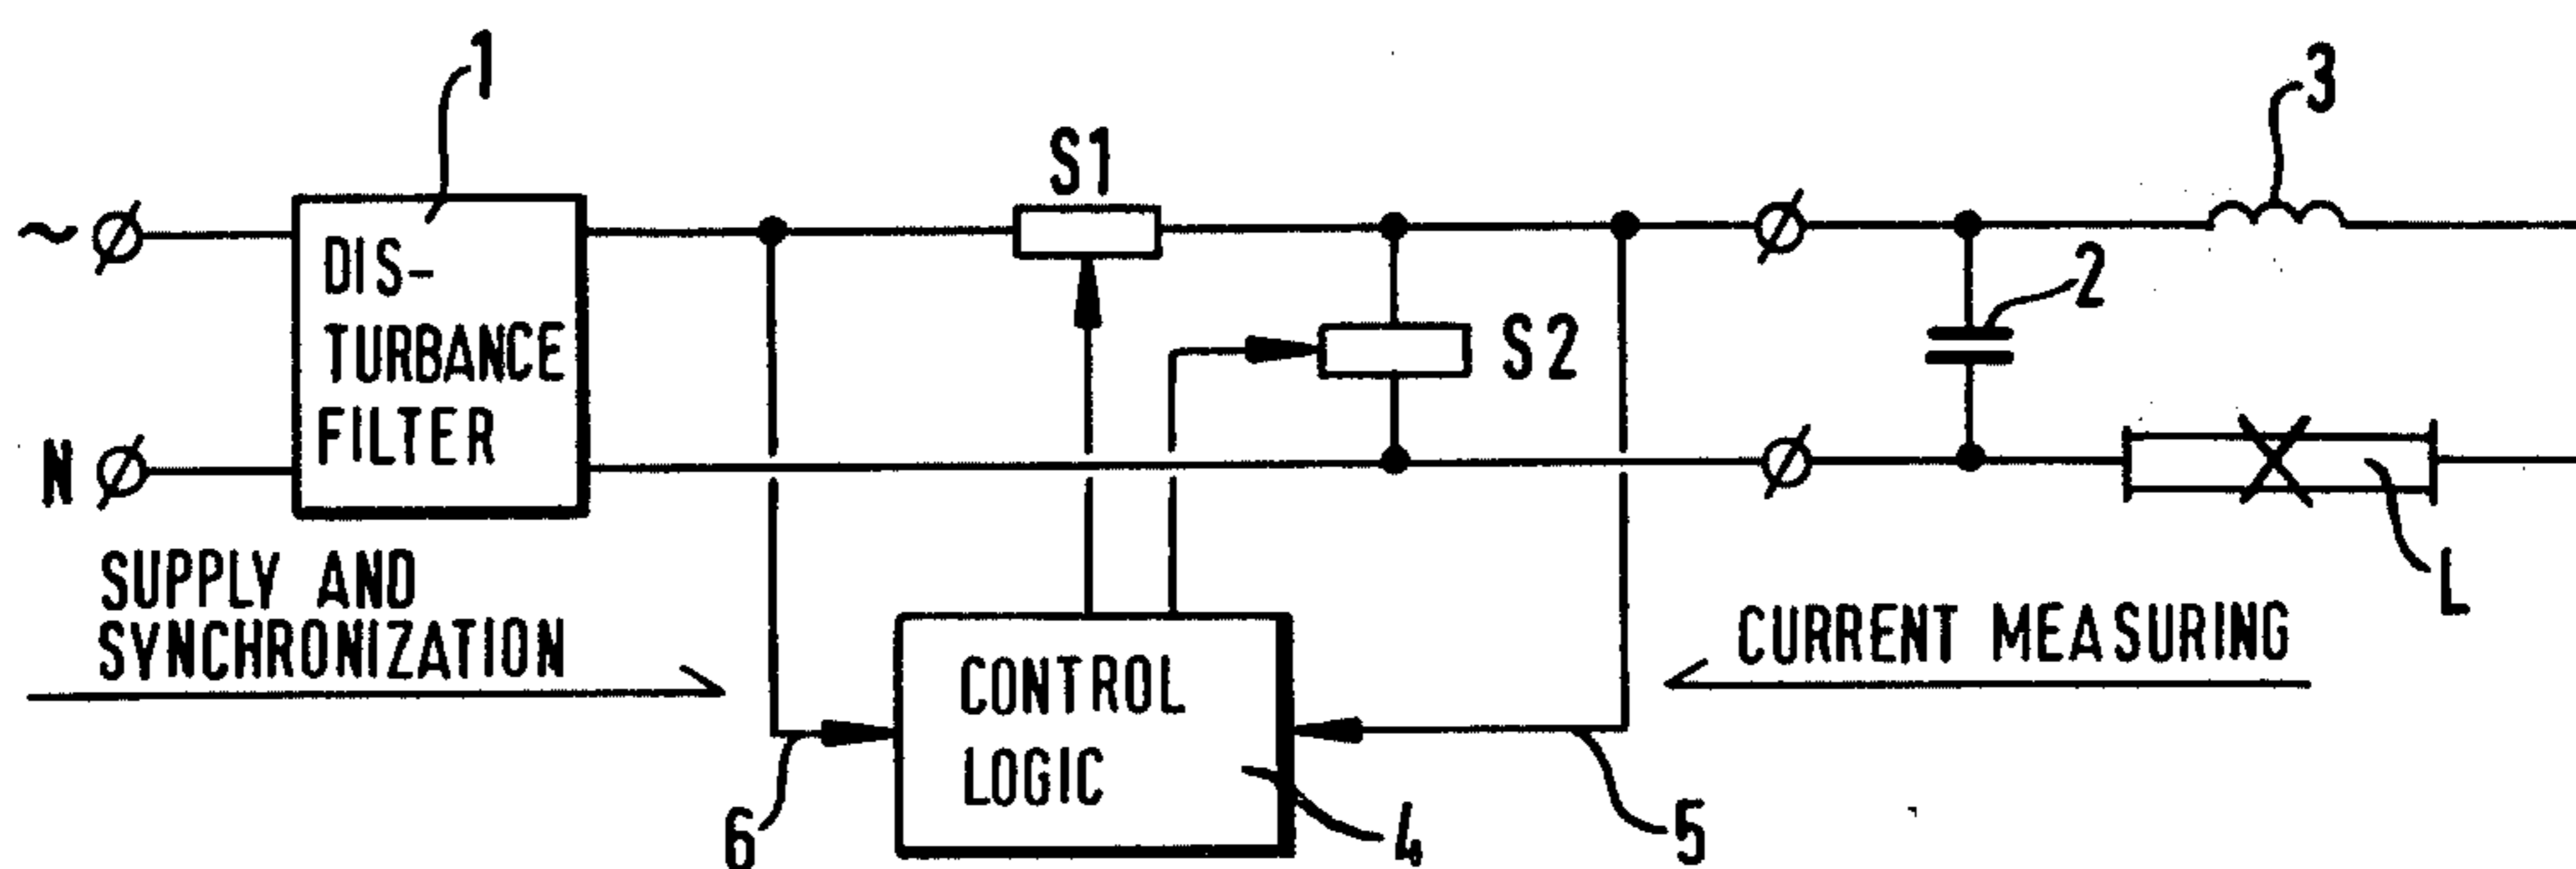 1
3
S1
~
DIS-
TURBANCE
FILTER
2
S2
N
L
SUPPLY AND
SYNCHRONIZATION
CURRENT MEASURING
CONTROL
LOGIC
6
4
5